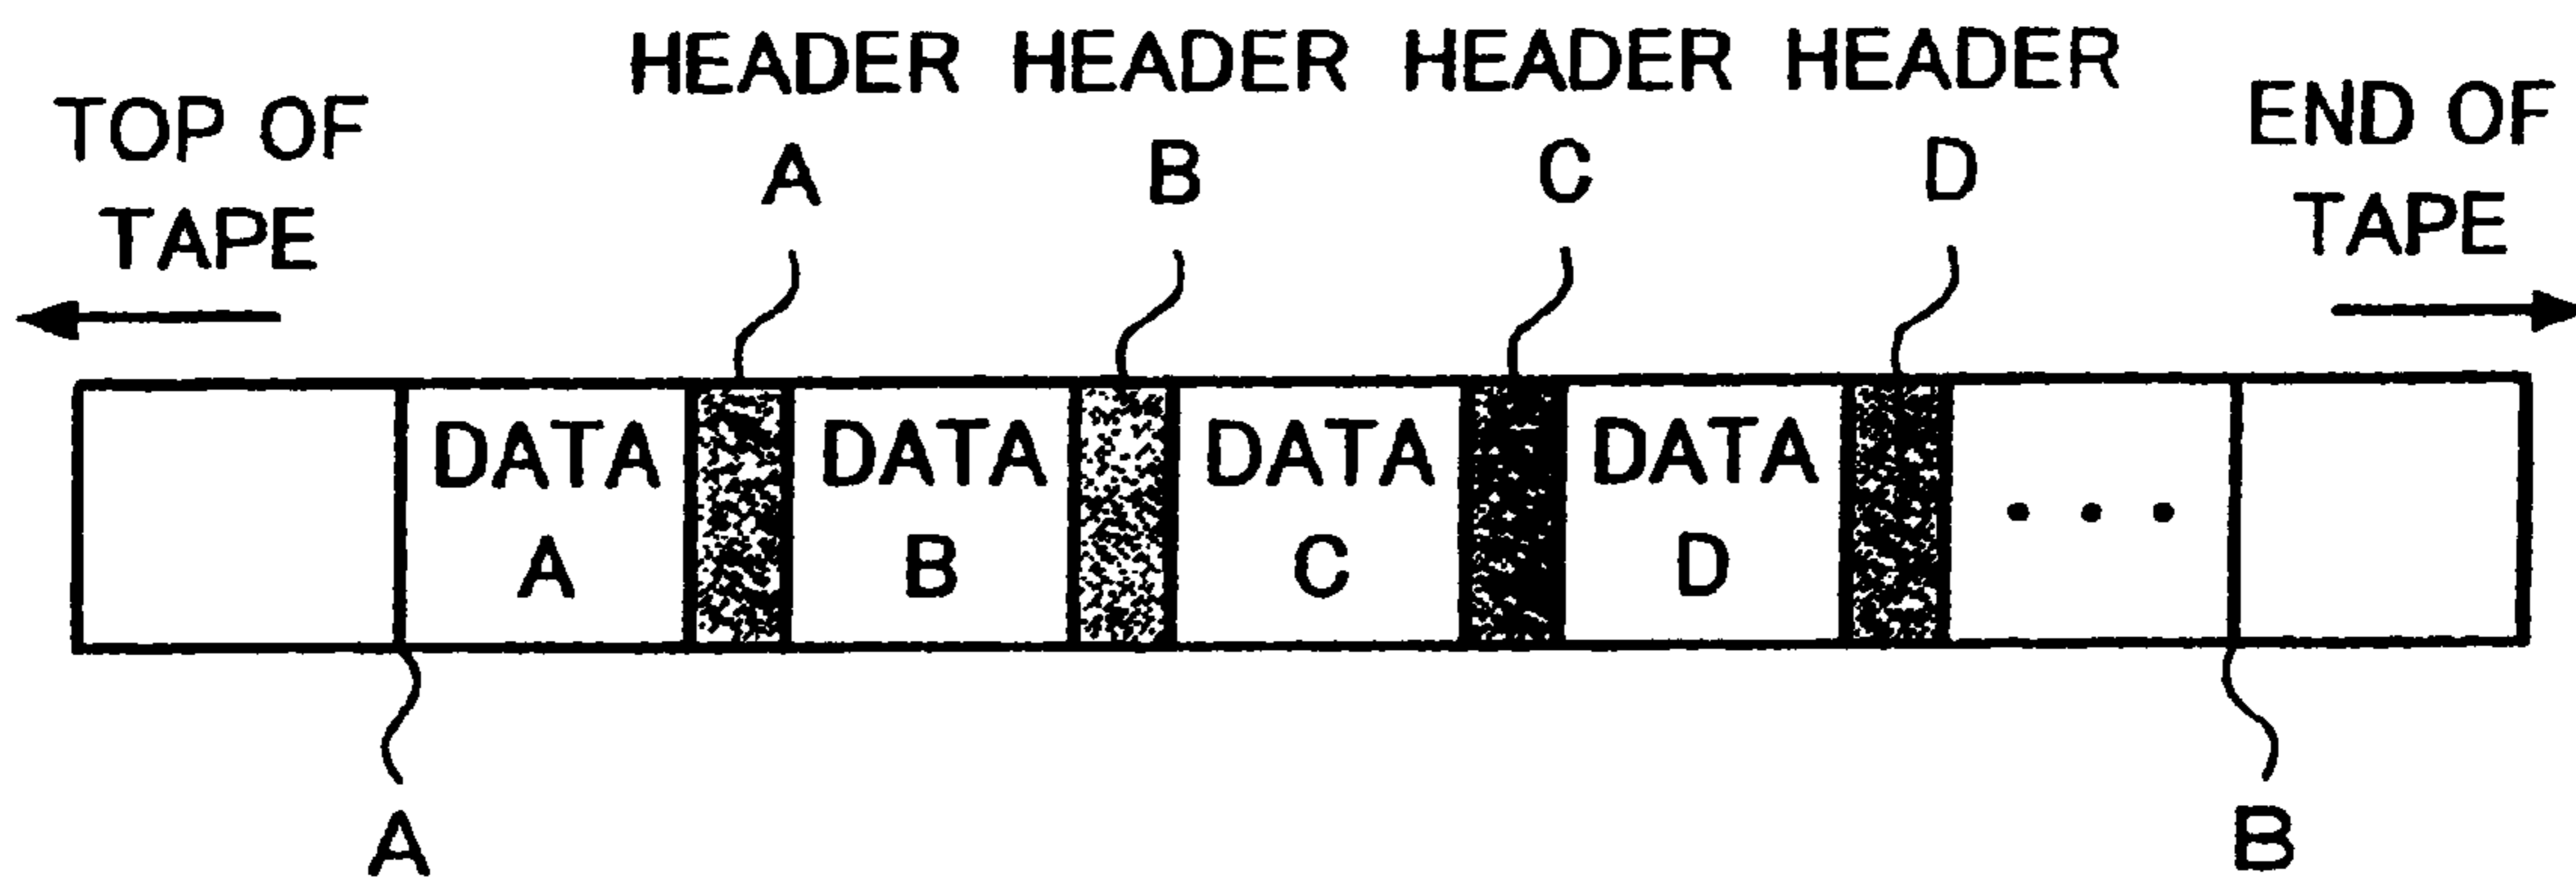 HEADER HEADER HEADER HEADER
TOP OF TAPE
A B C D
END OF TAPE
DATA A
DATA B
DATA C
DATA D
. . .
A
B